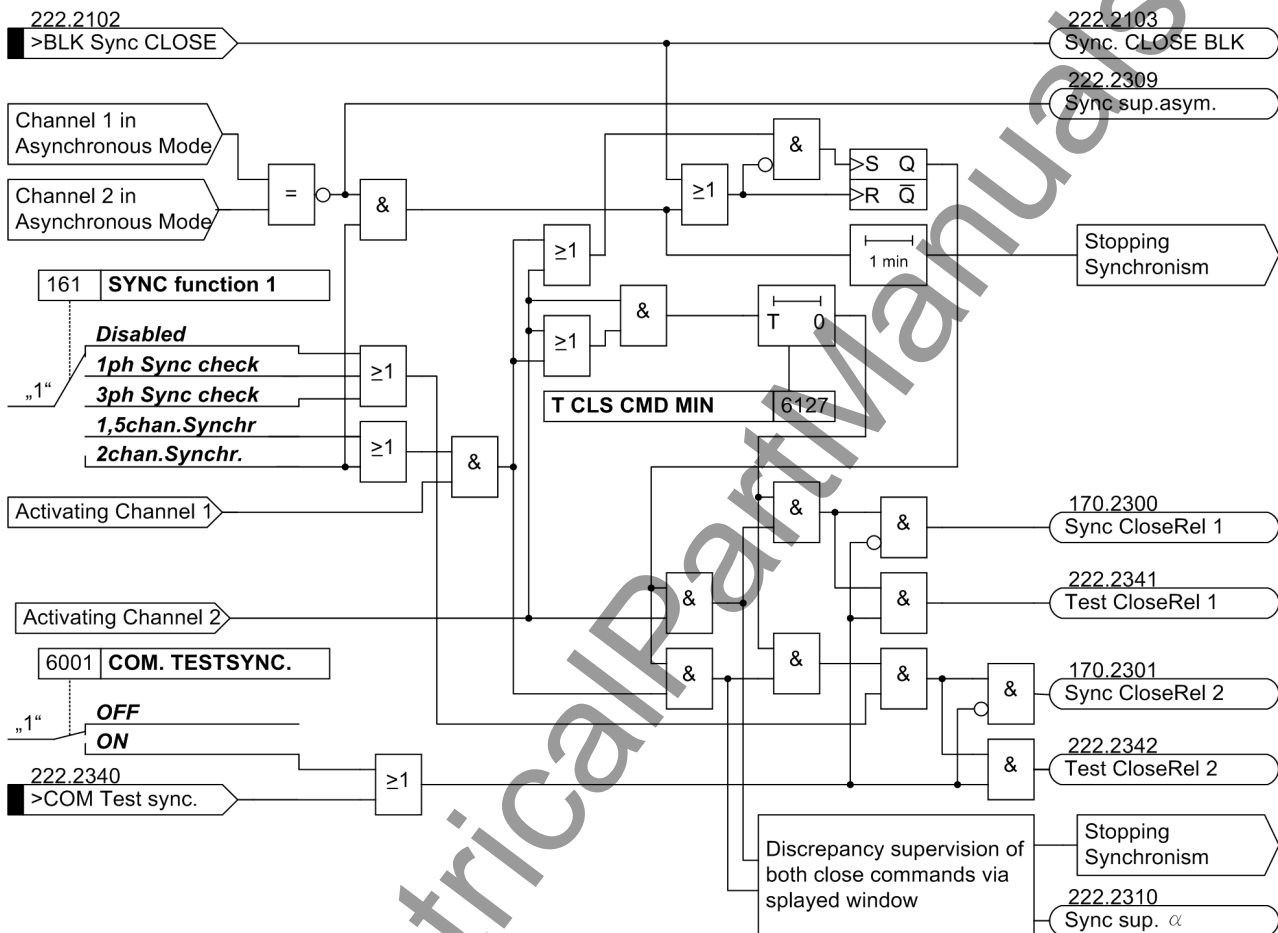 222.2102
>BLK Sync CLOSE
222.2103
Sync. CLOSE BLK
222.2309
Sync sup.asym.
Channel 1 in
Asynchronous Mode
Channel 2 in
Asynchronous Mode
=
&
≥1
&
>S Q
>R Q̅
≥1
1 min
Stopping
Synchronism
161 SYNC function 1
Disabled
1ph Sync check
3ph Sync check
1,5chan.Synchr
2chan.Synchr.
„1“
≥1
≥1
&
≥1
&
T 0
T CLS CMD MIN 6127
Activating Channel 1
&
&
170.2300
Sync CloseRel 1
Activating Channel 2
&
&
222.2341
Test CloseRel 1
6001 COM. TESTSYNC.
OFF
ON
„1“
&
&
&
&
170.2301
Sync CloseRel 2
222.2340
>COM Test sync.
≥1
&
222.2342
Test CloseRel 2
Discrepancy supervision of
both close commands via
splayed window
Stopping
Synchronism
222.2310
Sync sup. α
tricalPartManuals